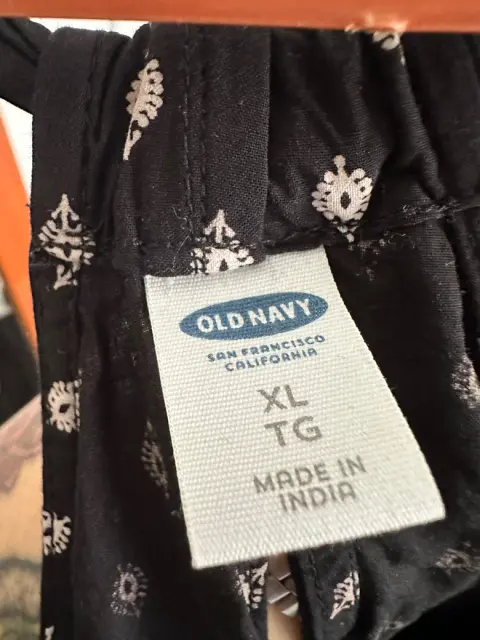 OLD NAVY
SAN FRANCISCO
CALIFORNIA
XL
TG
MADE IN
INDIA